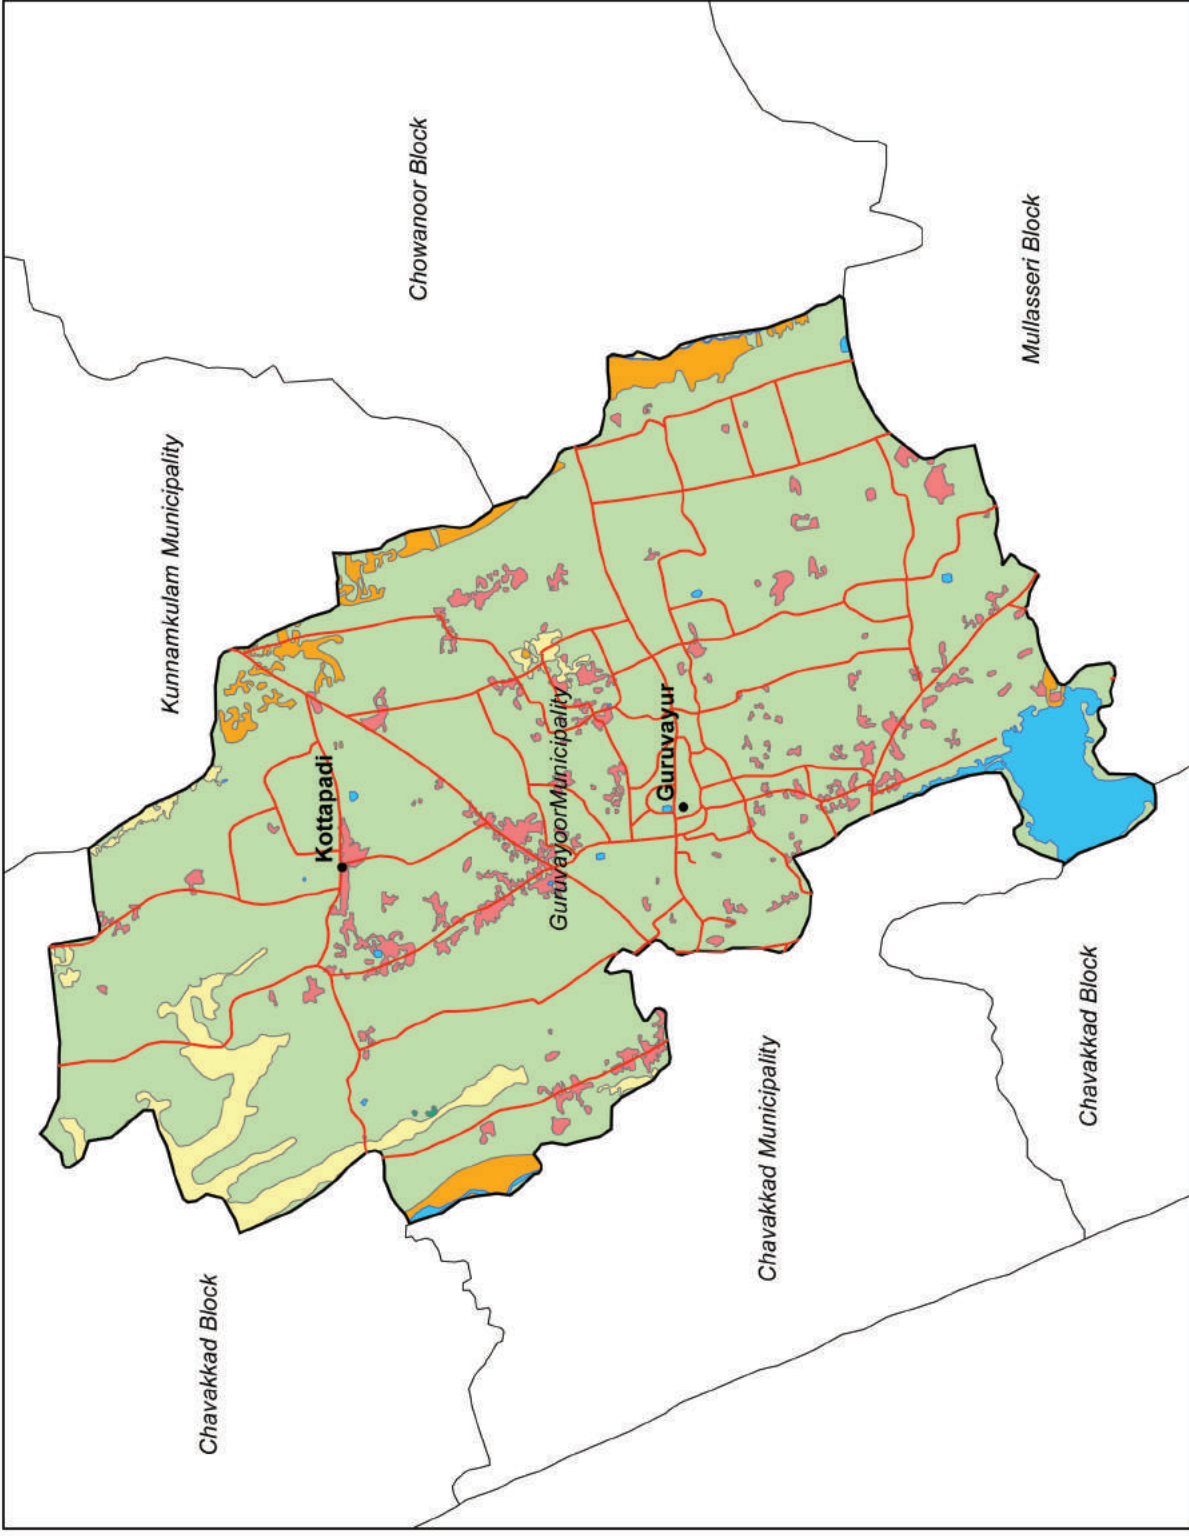 Chavakkad Block
Kunnamkulam Municipality
Kottapadi
Chowanoor Block
GuruvayoorMunicipality
Guruvayur
Chavakkad Municipality
Mullasseri Block
Chavakkad Block